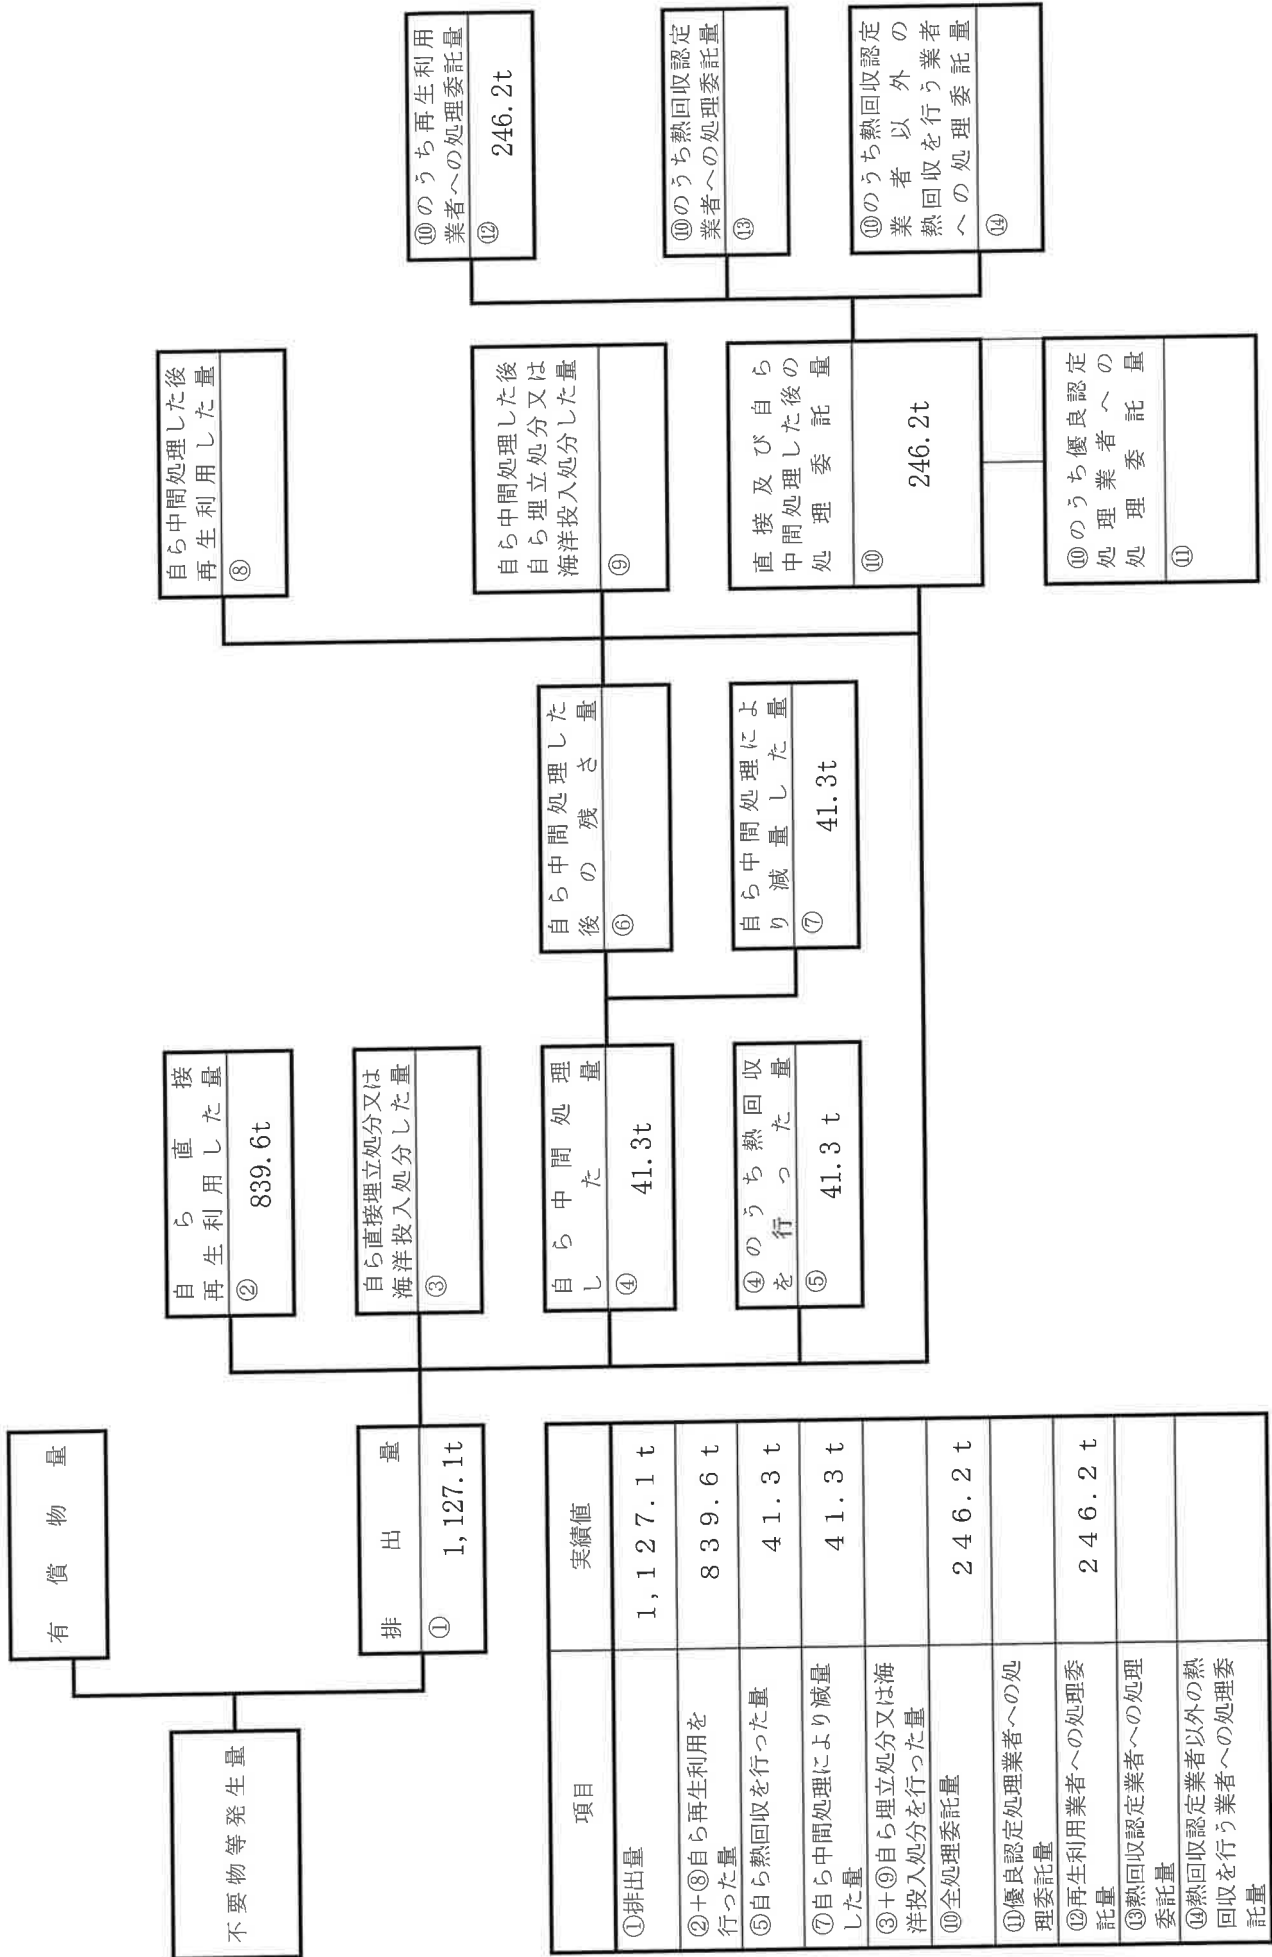 不要物等発生量
有償物量
排出量
① 1,127.1t
自ら直接
再生利用した量
② 839.6t
自ら直接埋立処分又は
海洋投入処分した量
③
自ら中間処理
した量
④ 41.3t
④のうち熱回収
を行った量
⑤ 41.3 t
自ら中間処理した
後の残さ量
⑥
自ら中間処理によ
り減量した量
⑦ 41.3t
自ら中間処理した後
再生利用した量
⑧
自ら中間処理した後
自ら埋立処分又は
海洋投入処分した量
⑨
直接及び自ら
中間処理した後の
処理委託量
⑩ 246.2t
⑩のうち優良認定
処理業者への
処理委託量
⑪
⑩のうち再生利用
業者への処理委託量
⑫ 246.2t
⑩のうち熱回収認定
業者への処理委託量
⑬
⑩のうち熱回収認定
業者以外の
熱回収を行う業者
への処理委託量
⑭
項目 実績値
①排出量 1,127.1 t
②+⑧自ら再生利用を
行った量 839.6 t
⑤自ら熱回収を行った量 41.3 t
⑦自ら中間処理により減量
した量 41.3 t
③+⑨自ら埋立処分又は海
洋投入処分を行った量
⑩全処理委託量 246.2 t
⑪優良認定処理業者への処
理委託量
⑫再生利用業者への処理委
託量 246.2 t
⑬熱回収認定業者への処理
委託量
⑭熱回収認定業者以外の熱
回収を行う業者への処理委
託量